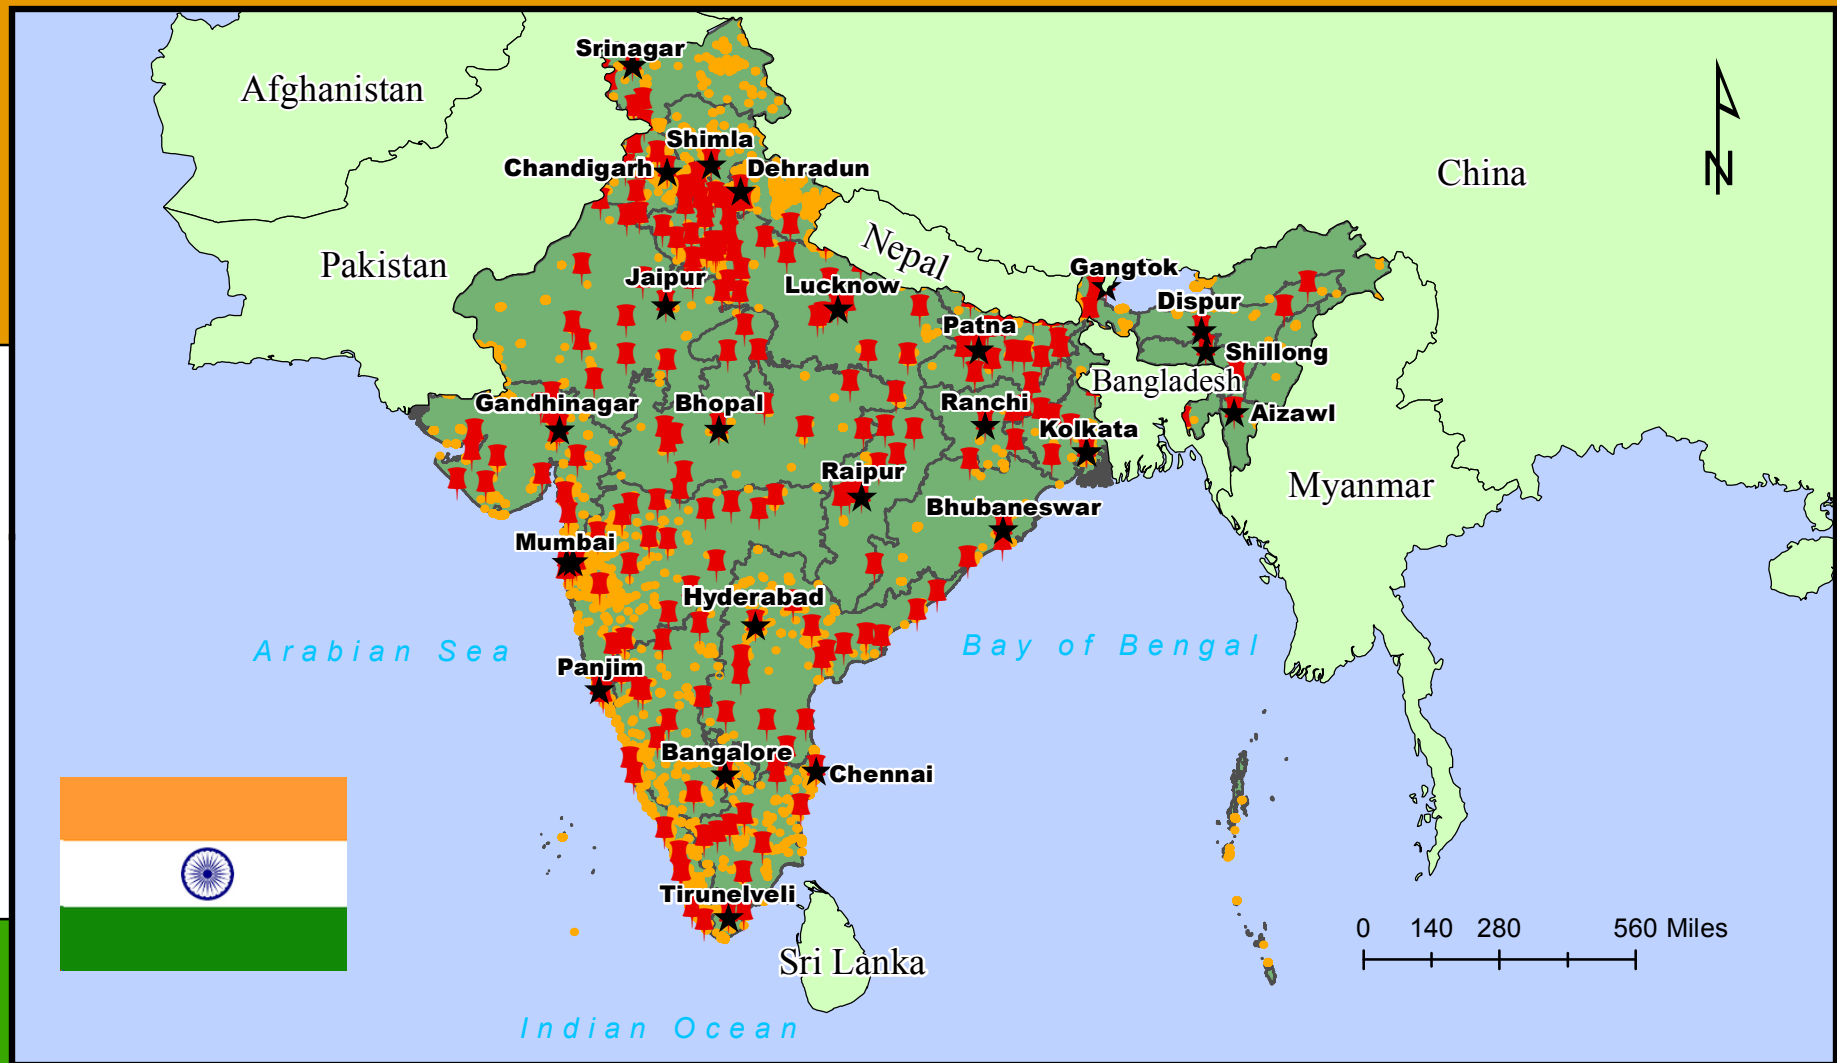 Srinagar
Afghanistan
Shimla
Chandigarh
Dehradun
China
N
Nepal
Pakistan
Gangtok
Jaipur
Lucknow
Dispur
Patna
Shillong
Bangladesh
Gandhinagar
Bhopal
Ranchi
Aizawl
Kolkata
Raipur
Myanmar
Bhubaneswar
Mumbai
Hyderabad
Arabian Sea
Bay of Bengal
Panjim
Bangalore
Chennai
Tirunelveli
0 140 280 560 Miles
Sri Lanka
Indian Ocean